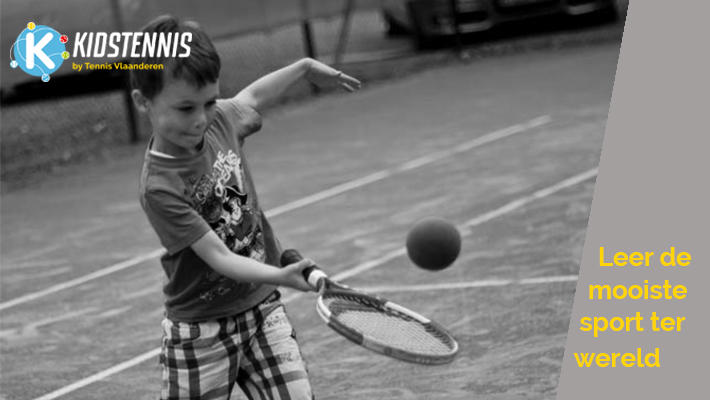 KIDSTENNIS
by Tennis Vlaanderen
Leer de
mooiste
sport ter
wereld